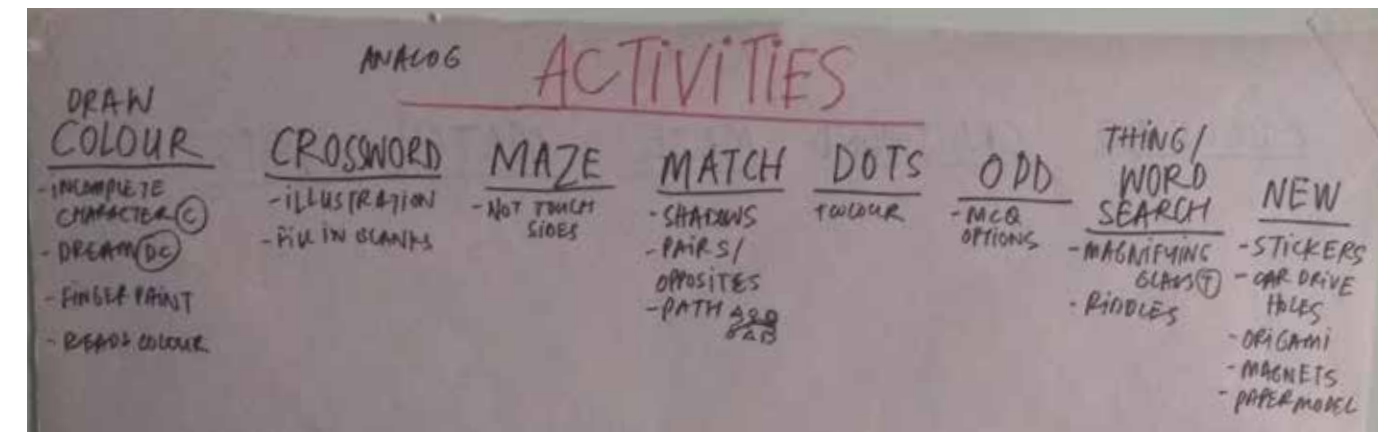 ANALOG
ACTiViTiES
DRAW
COLOUR
-INCOMPLETE
CHARACTER (C)
- DREAM (DC)
- FINGER PAINT
- READ & COLOUR
CROSSWORD
-iLLUSTRATION
- FiLL IN BLANKS
MAZE
- NOT TOUCH
SiDES
MATCH
- SHADOWS
- PAiRS/
OPPOSiTES
-PATH
DOTS
+COLOUR
ODD
- MCQ
OPTiONS
THiNG/
WORD
SEARCH
- MAGNiFYiNG
GLASS (T)
- RiDDLES
NEW
- STiCKERS
- CAR DRiVE
HOLES
- ORiGAMi
- MAGNETS
- PAPER MODEL